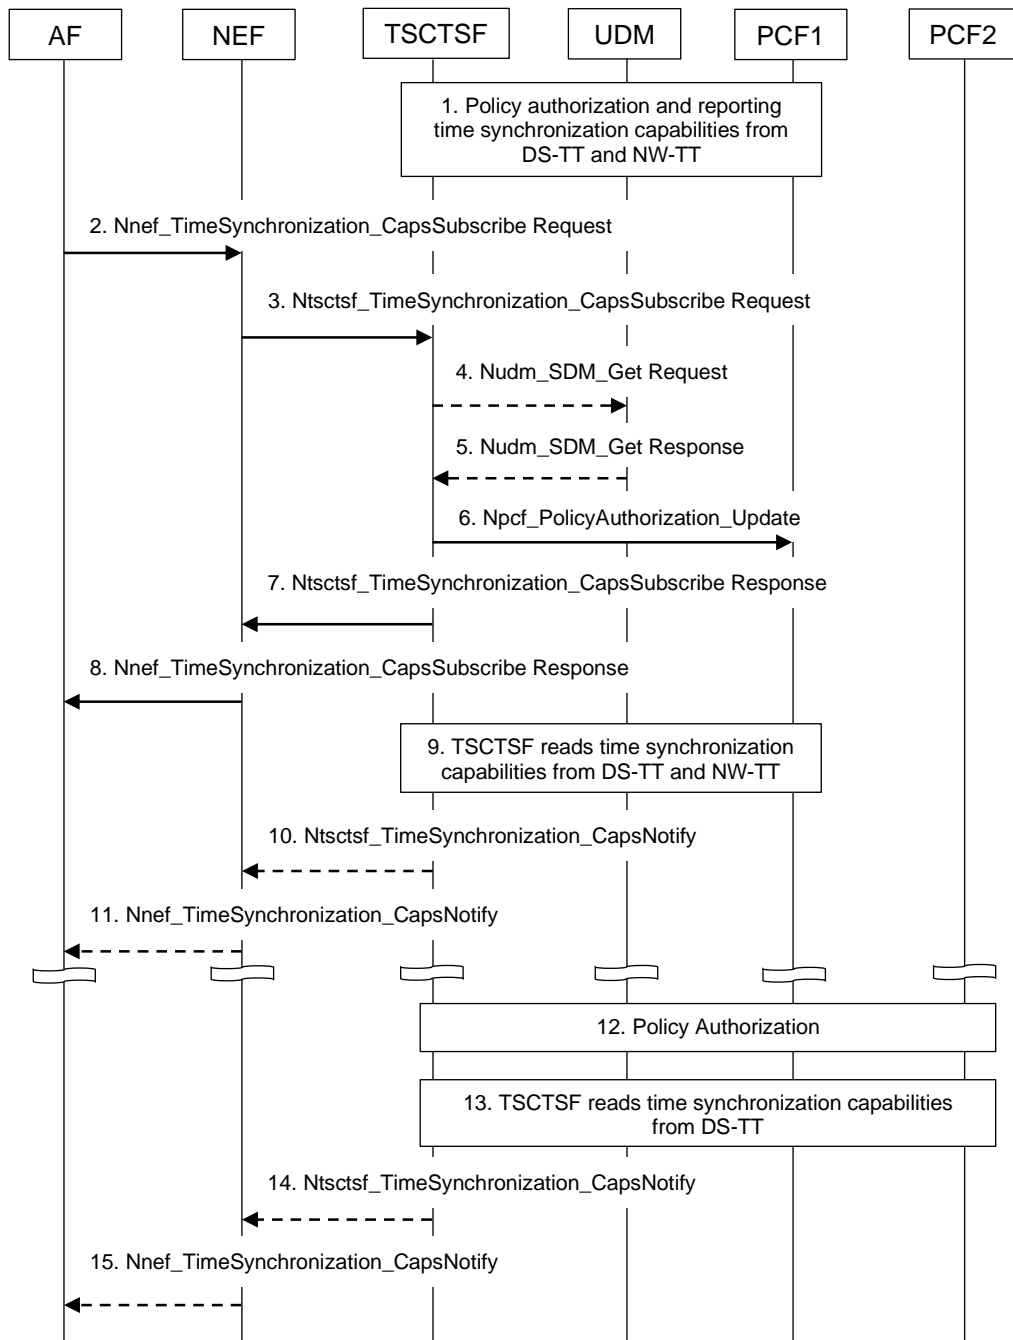 AF
NEF
TSCTSF
UDM
PCF1
PCF2
1. Policy authorization and reporting
time synchronization capabilities from
DS-TT and NW-TT
2. Nnef_TimeSynchronization_CapsSubscribe Request
3. Ntsctsf_TimeSynchronization_CapsSubscribe Request
4. Nudm_SDM_Get Request
5. Nudm_SDM_Get Response
6. Npcf_PolicyAuthorization_Update
7. Ntsctsf_TimeSynchronization_CapsSubscribe Response
8. Nnef_TimeSynchronization_CapsSubscribe Response
9. TSCTSF reads time synchronization
capabilities from DS-TT and NW-TT
10. Ntsctsf_TimeSynchronization_CapsNotify
11. Nnef_TimeSynchronization_CapsNotify
12. Policy Authorization
13. TSCTSF reads time synchronization capabilities
from DS-TT
14. Ntsctsf_TimeSynchronization_CapsNotify
15. Nnef_TimeSynchronization_CapsNotify